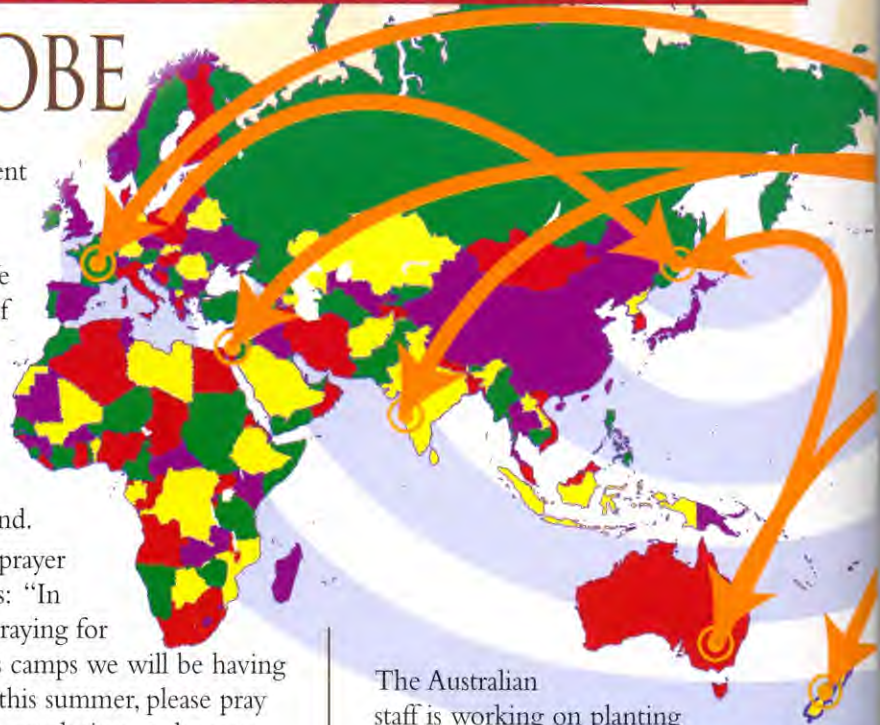 OBE
ent
e
f
nd.
prayer
s: “In
raying for
s camps we will be having
this summer, please pray
The Australian
staff is working on planting